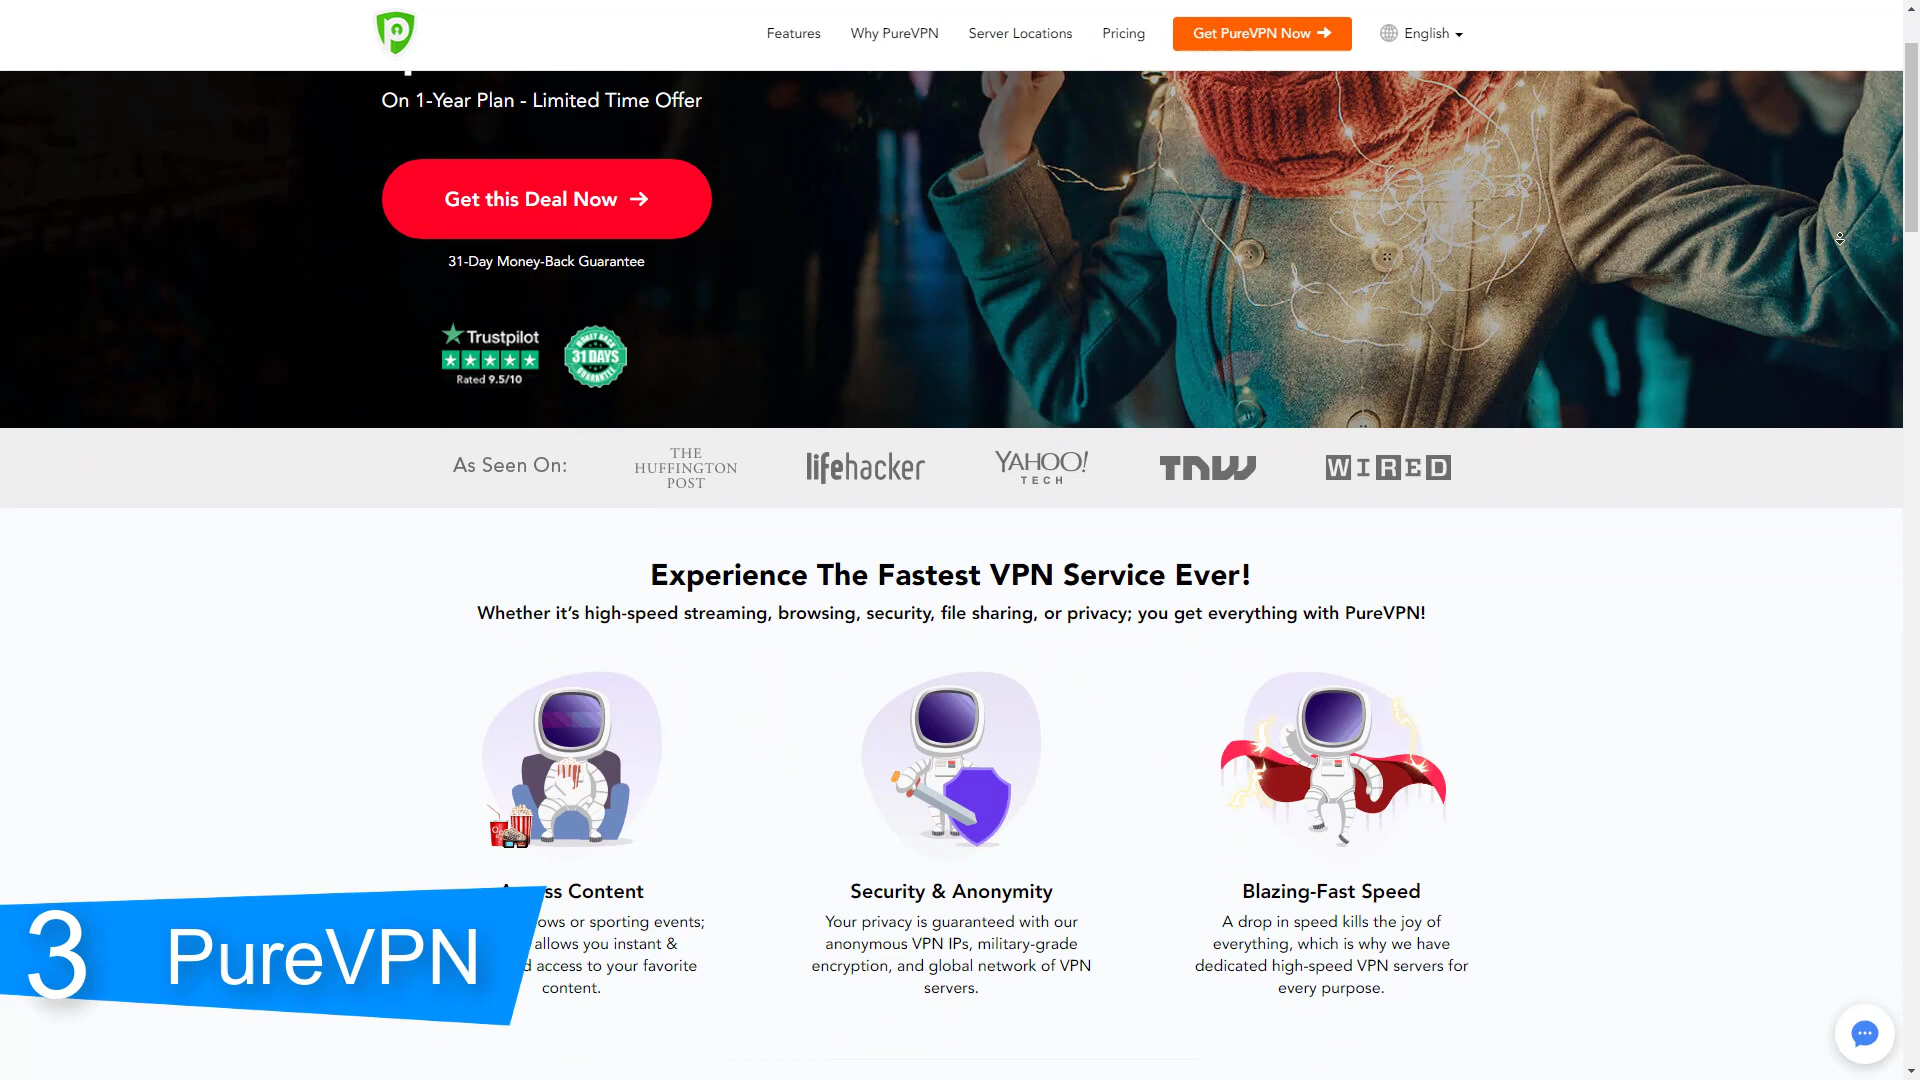 Features Why PureVPN Server Locations Pricing Get PureVPN Now English
On 1-Year Plan - Limited Time Offer
Get this Deal Now
31-Day Money-Back Guarantee
Trustpilot
Rated 9.5/10
MONEY BACK
31 DAYS
GUARANTEE
As Seen On:
THE
HUFFINGTON
POST
lifehacker
YAHOO!
TECH
TNW
WIRED
Experience The Fastest VPN Service Ever!
Whether it’s high-speed streaming, browsing, security, file sharing, or privacy; you get everything with PureVPN!
Content
or sporting events;
allows you instant &
access to your favorite
content.
Security & Anonymity
Your privacy is guaranteed with our
anonymous VPN IPs, military-grade
encryption, and global network of VPN
servers.
Blazing-Fast Speed
A drop in speed kills the joy of
everything, which is why we have
dedicated high-speed VPN servers for
every purpose.
3 PureVPN